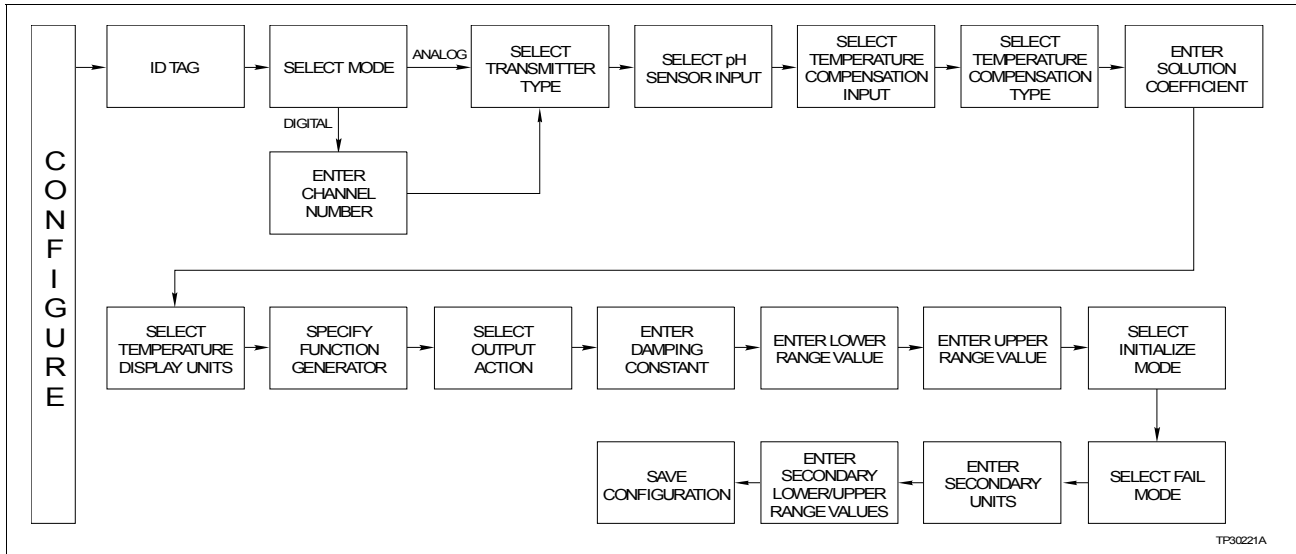 CONFIGURE
ID TAG
SELECT MODE
ANALOG
DIGITAL
ENTER
CHANNEL
NUMBER
SELECT
TRANSMITTER
TYPE
SELECT pH
SENSOR INPUT
SELECT
TEMPERATURE
COMPENSATION
INPUT
SELECT
TEMPERATURE
COMPENSATION
TYPE
ENTER
SOLUTION
COEFFICIENT
SELECT
TEMPERATURE
DISPLAY UNITS
SPECIFY
FUNCTION
GENERATOR
SELECT
OUTPUT
ACTION
ENTER
DAMPING
CONSTANT
ENTER LOWER
RANGE VALUE
ENTER UPPER
RANGE VALUE
SELECT
INITIALIZE
MODE
SELECT FAIL
MODE
ENTER
SECONDARY
UNITS
ENTER
SECONDARY
LOWER/UPPER
RANGE VALUES
SAVE
CONFIGURATION
TP30221A